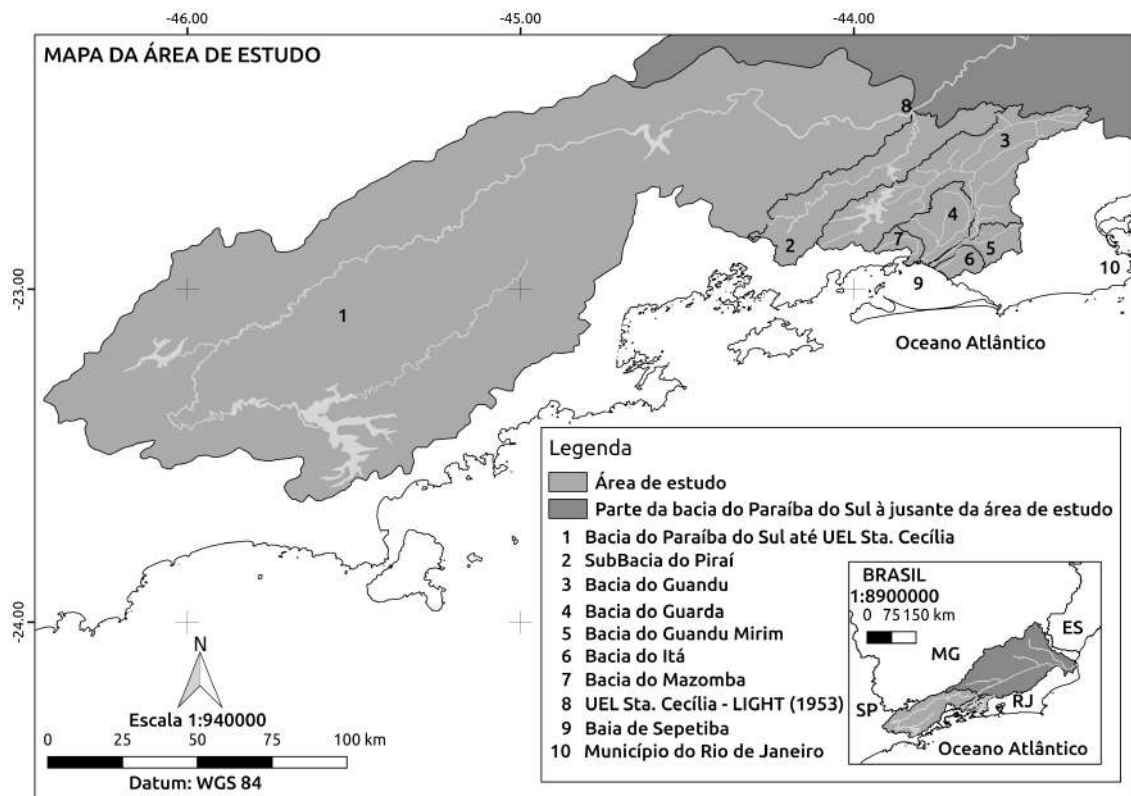 -46.00
-45.00
-44.00
MAPA DA ÁREA DE ESTUDO
8
3
4
2
7
5
6
10
9
-23.00
1
Oceano Atlântico
Legenda
Área de estudo
Parte da bacia do Paraíba do Sul à jusante da área de estudo
1 Bacia do Paraíba do Sul até UEL Sta. Cecília
2 SubBacia do Piraí
3 Bacia do Guandu
4 Bacia do Guarda
5 Bacia do Guandu Mirim
6 Bacia do Itá
7 Bacia do Mazomba
8 UEL Sta. Cecília - LIGHT (1953)
9 Baia de Sepetiba
10 Município do Rio de Janeiro
BRASIL
1:8900000
0 75 150 km
ES
MG
SP
RJ
Oceano Atlântico
-24.00
N
Escala 1:940000
0 25 50 75 100 km
Datum: WGS 84